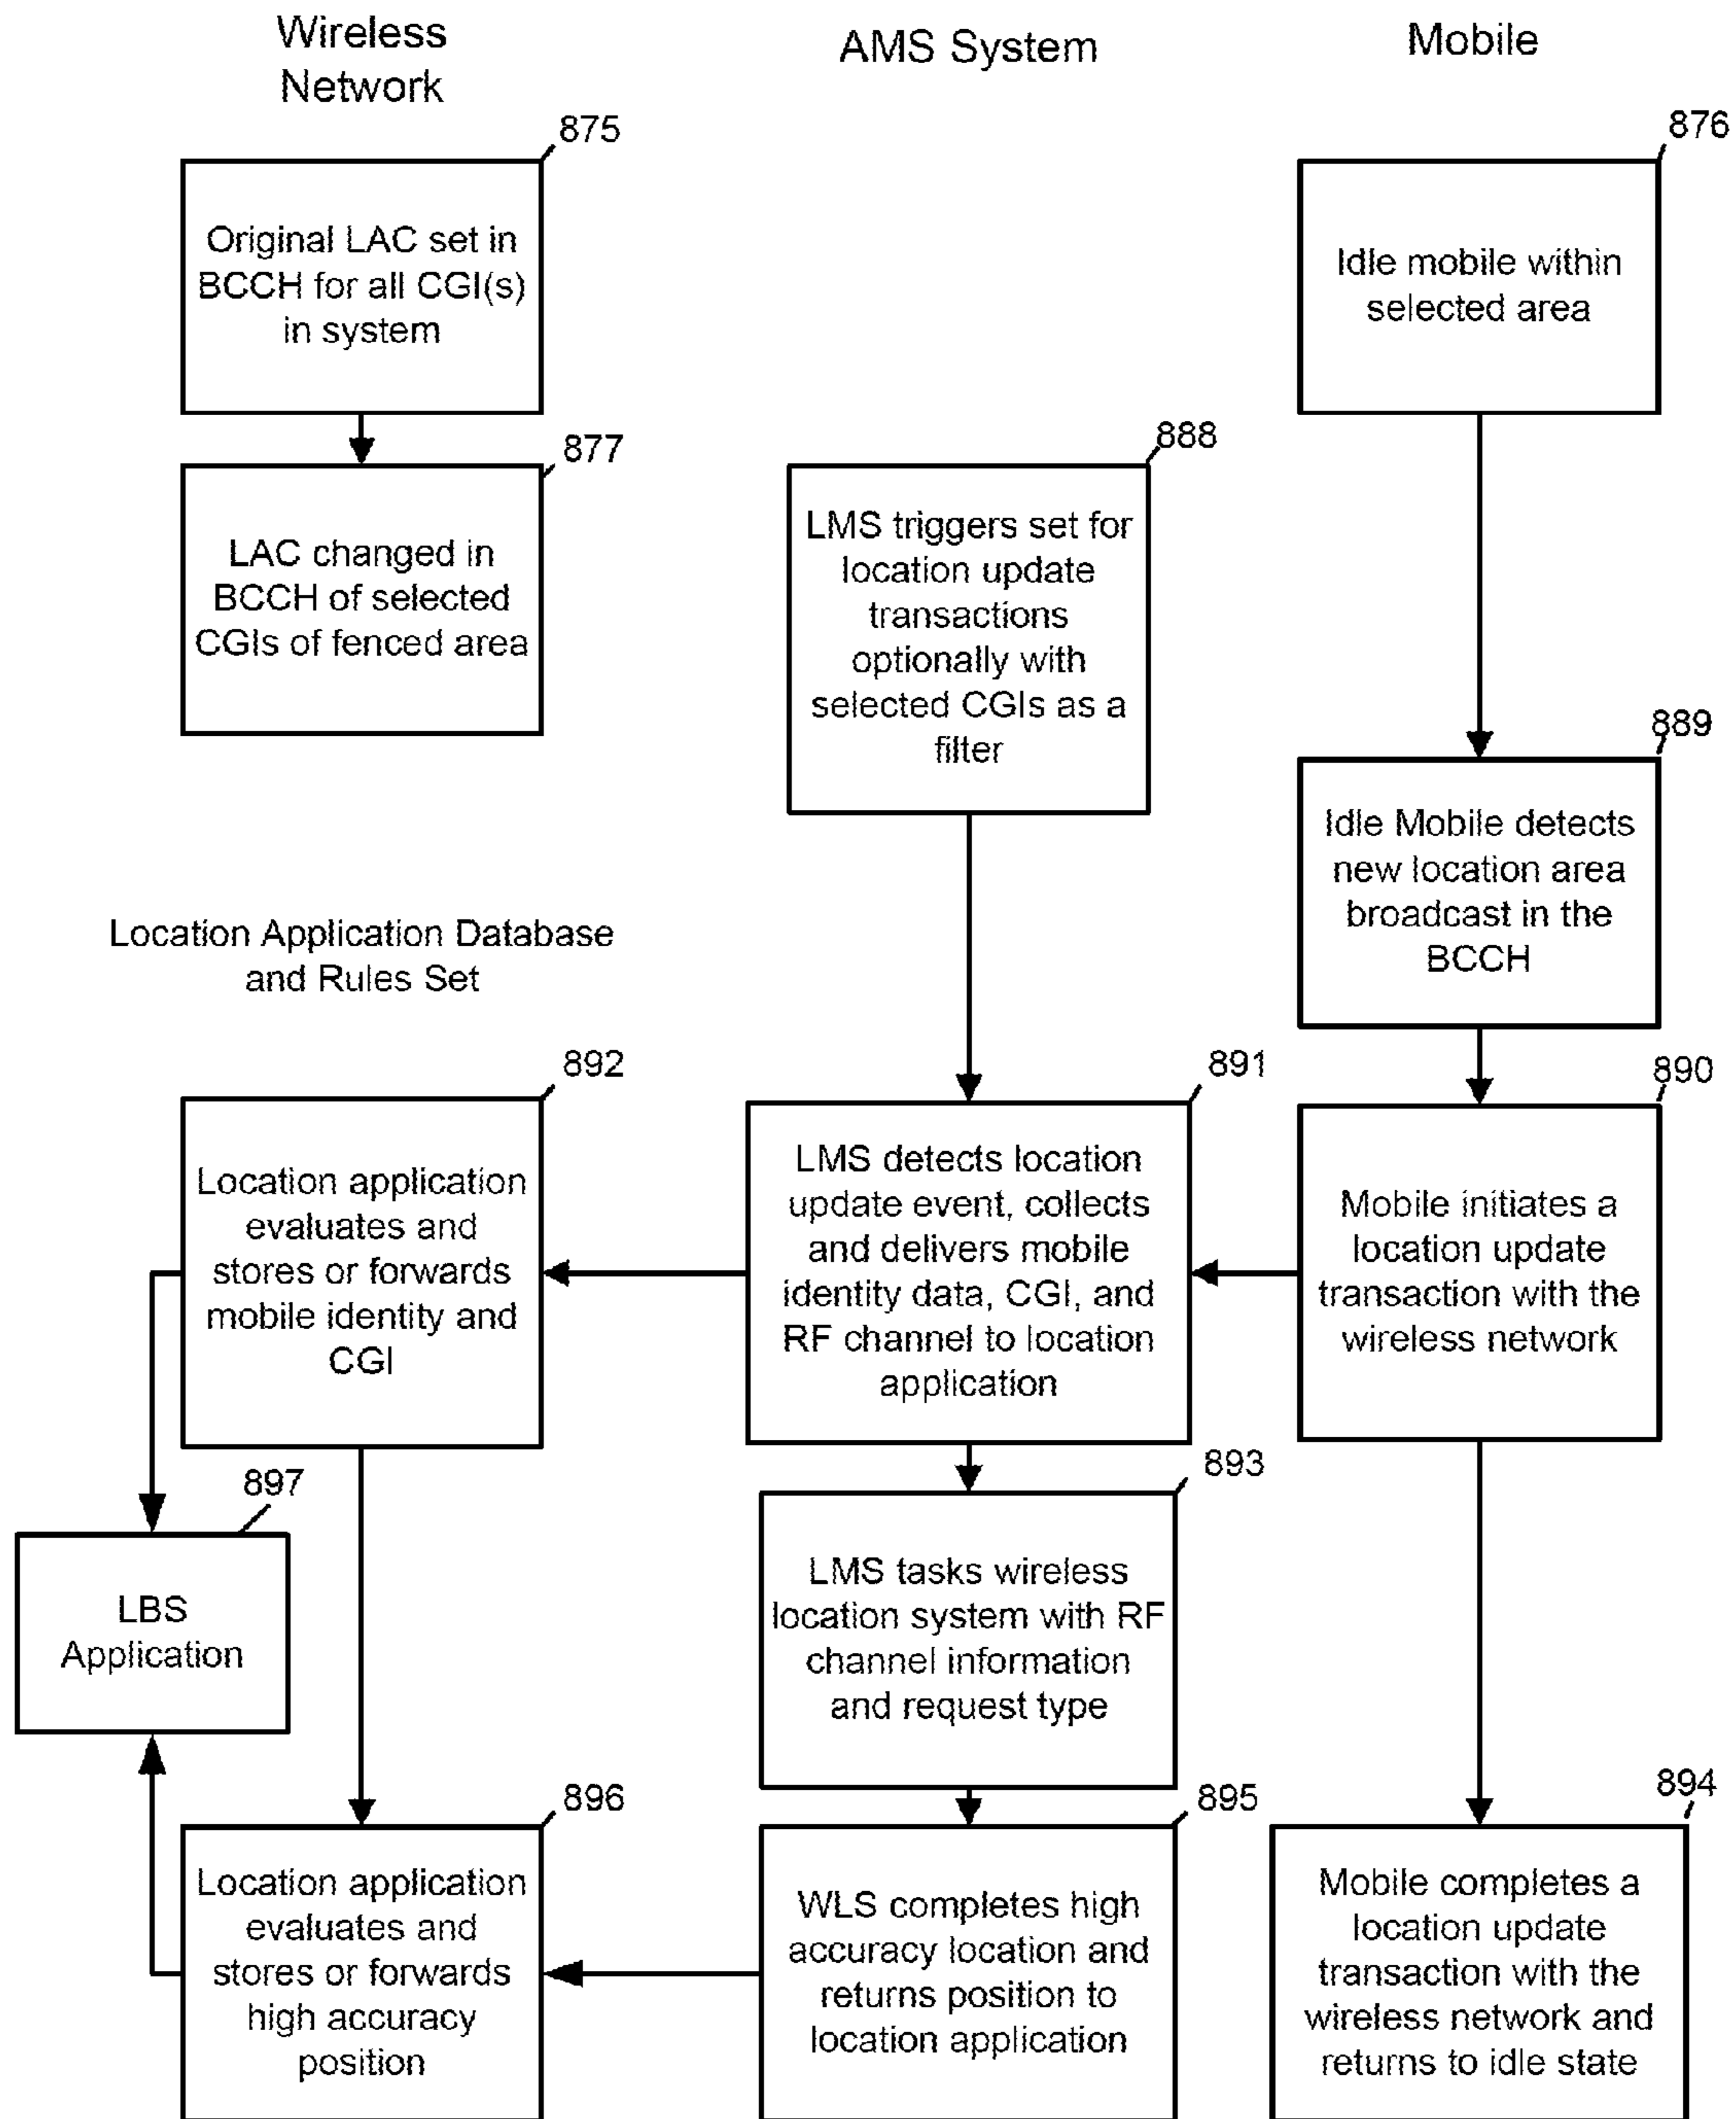 Wireless
Network
AMS System
Mobile
875
Original LAC set in
BCCH for all CGI(s)
in system
876
Idle mobile within
selected area
877
LAC changed in
BCCH of selected
CGIs of fenced area
888
LMS triggers set for
location update
transactions
optionally with
selected CGIs as a
filter
889
Idle Mobile detects
new location area
broadcast in the
BCCH
Location Application Database
and Rules Set
892
Location application
evaluates and
stores or forwards
mobile identity and
CGI
891
LMS detects location
update event, collects
and delivers mobile
identity data, CGI, and
RF channel to location
application
890
Mobile initiates a
location update
transaction with the
wireless network
897
LBS
Application
893
LMS tasks wireless
location system with RF
channel information
and request type
896
Location application
evaluates and
stores or forwards
high accuracy
position
895
WLS completes high
accuracy location and
returns position to
location application
894
Mobile completes a
location update
transaction with the
wireless network and
returns to idle state